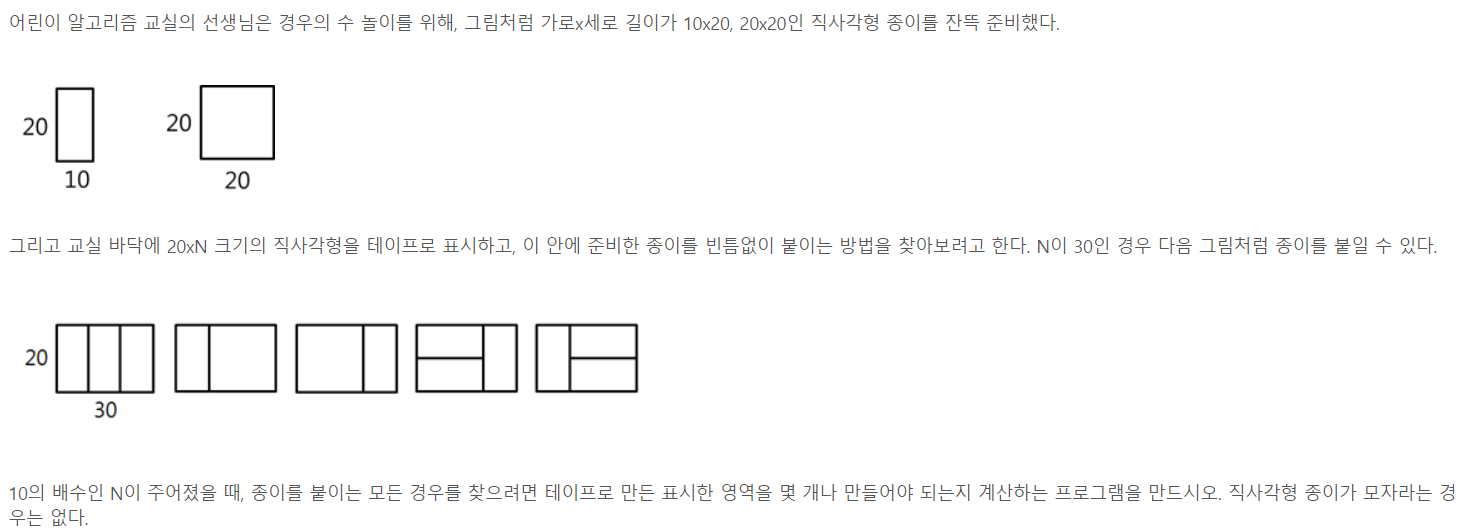 어린이 알고리즘 교실의 선생님은 경우의 수 놀이를 위해, 그림처럼 가로x세로 길이가 10x20, 20x20인 직사각형 종이를 잔뜩 준비했다.
20
20
10
20
그리고 교실 바닥에 20xN 크기의 직사각형을 테이프로 표시하고, 이 안에 준비한 종이를 빈틈없이 붙이는 방법을 찾아보려고 한다. N이 30인 경우 다음 그림처럼 종이를 붙일 수 있다.
20
30
10의 배수인 N이 주어졌을 때, 종이를 붙이는 모든 경우를 찾으려면 테이프로 만든 표시한 영역을 몇 개나 만들어야 되는지 계산하는 프로그램을 만드시오. 직사각형 종이가 모자라는 경
우는 없다.